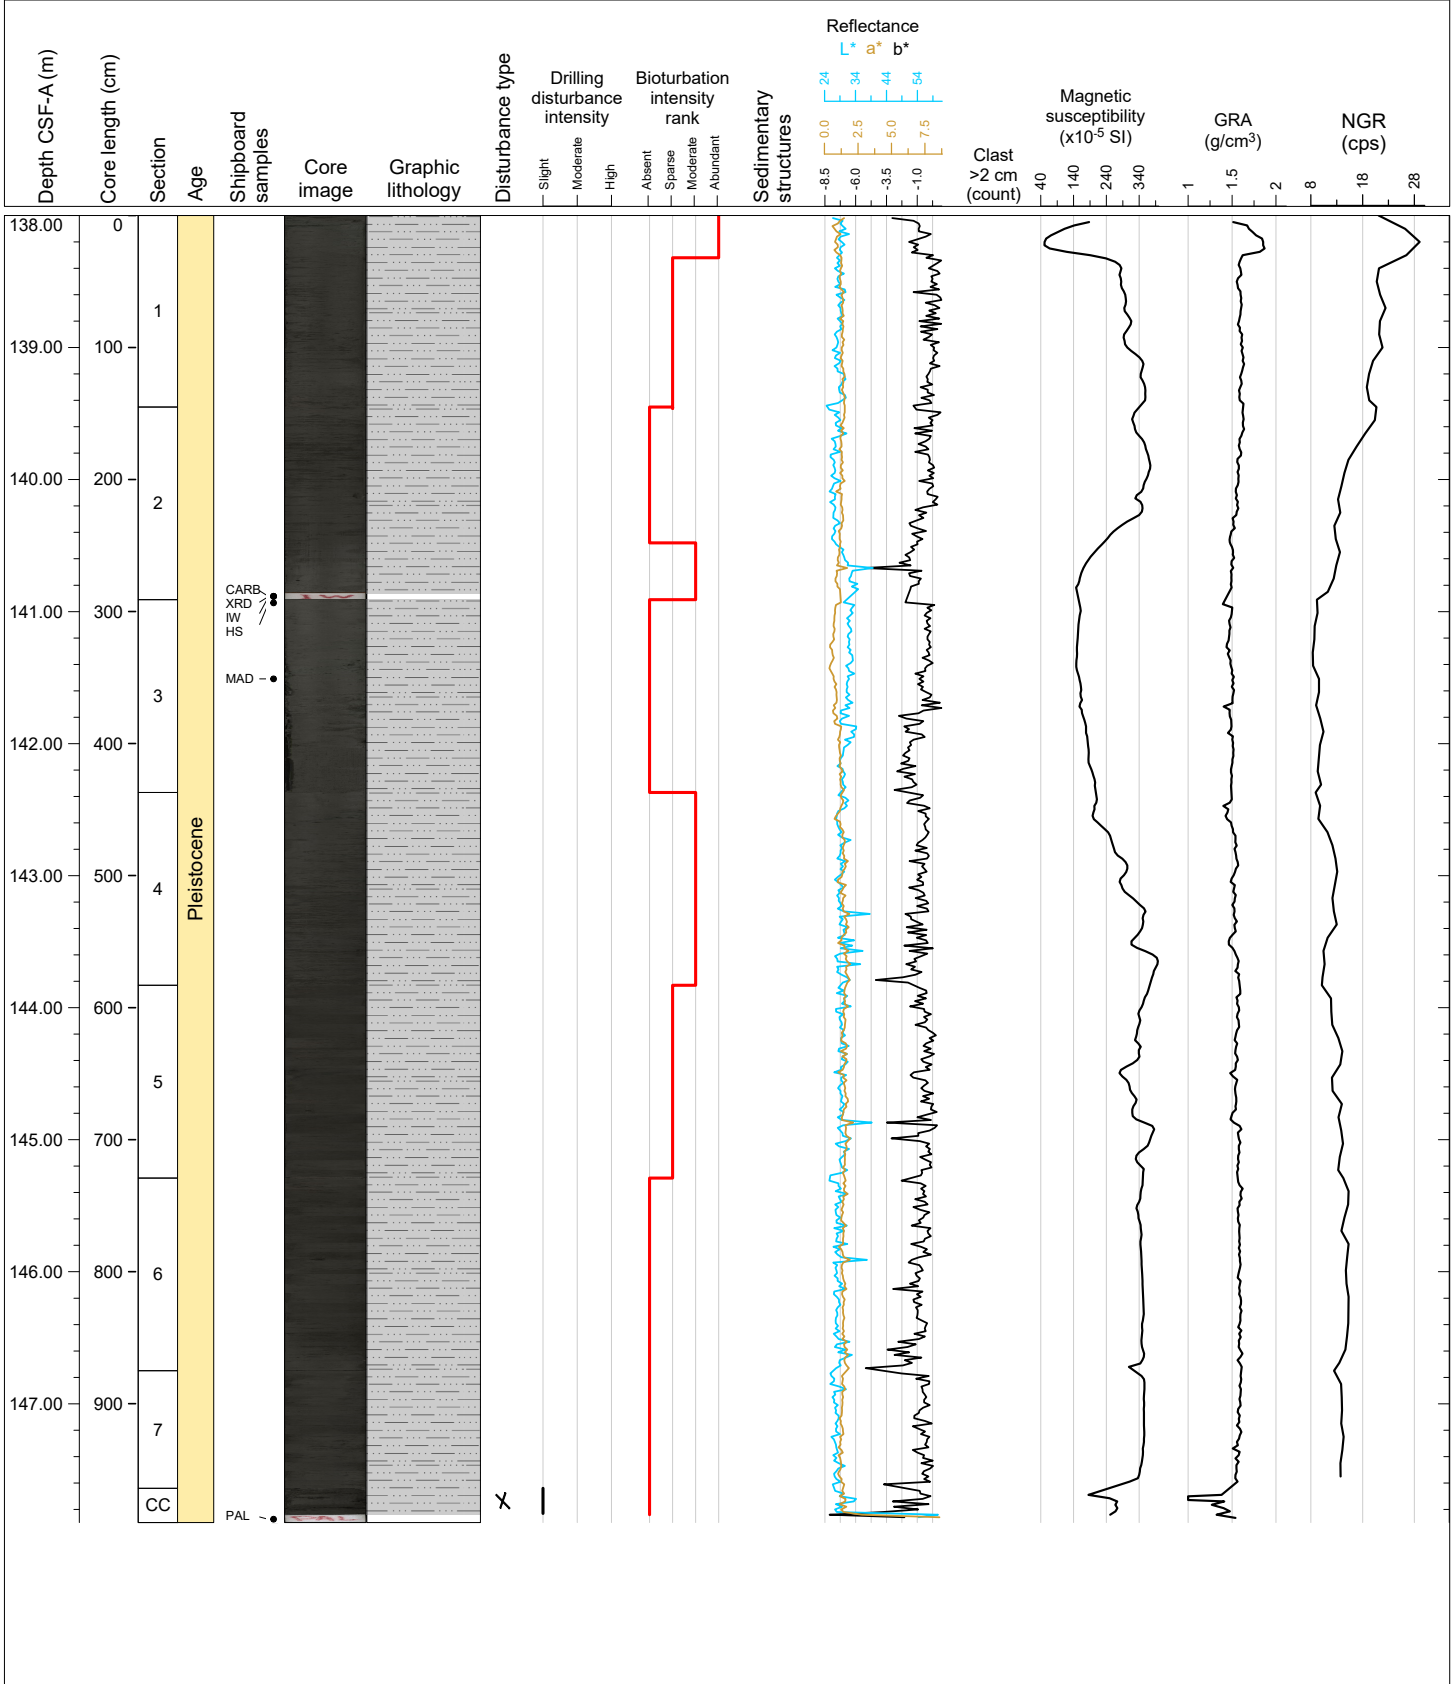 Depth CSF-A (m)
Core length (cm)
Section
Age
Shipboard
samples
Core
image
Graphic
lithology
Disturbance type
Drilling
disturbance
intensity
Slight
Moderate
High
Bioturbation
intensity
rank
Absent
Sparse
Moderate
Abundant
Sedimentary
structures
Reflectance
L* a* b*
24 34 44 54
0.0 2.5 5.0 7.5
-8.5 -6.0 -3.5 -1.0
Clast
>2 cm
(count)
Magnetic
susceptibility
(x10-5 SI)
40 140 240 340
GRA
(g/cm3)
1 1.5 2
NGR
(cps)
8 18 28
138.00 0
1
139.00 100
140.00 200
2
CARB
XRD
IW
HS
IW
141.00 300
3
MAD
142.00 400
Pleistocene
143.00 500
4
144.00 600
5
145.00 700
146.00 800
6
147.00 900
7
CC
X
PAL
PAL